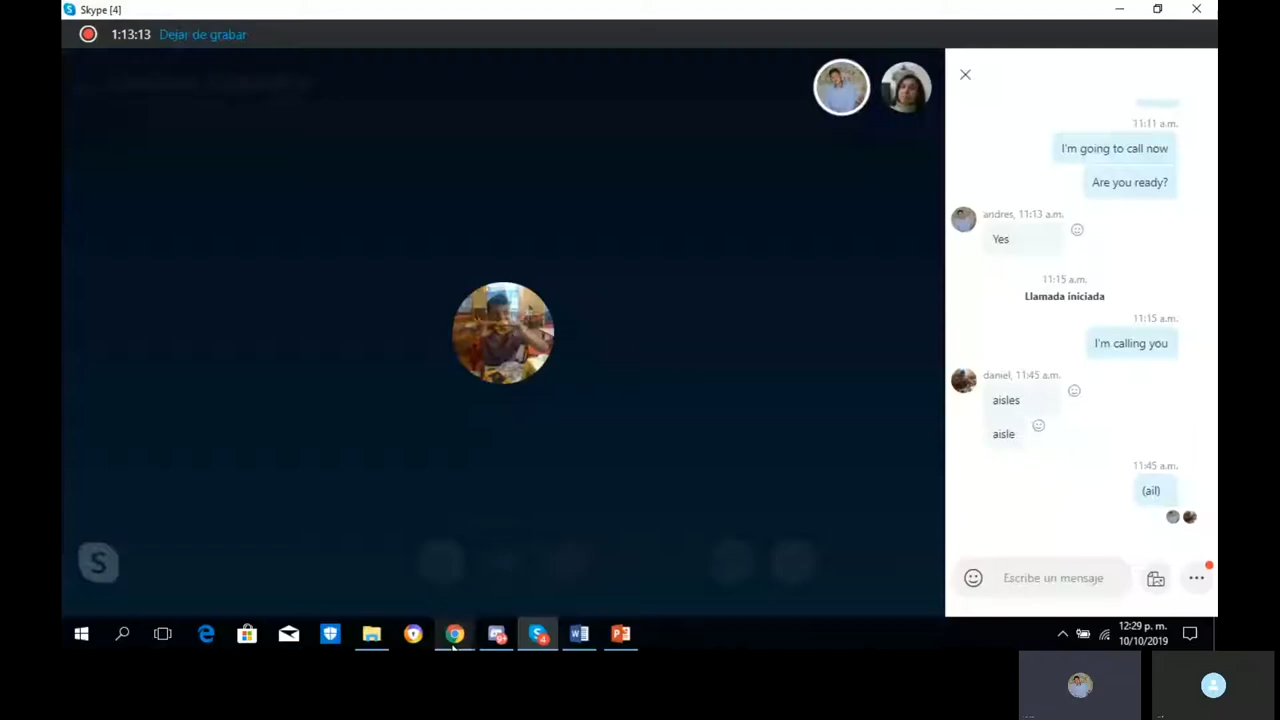 Skype [4]
1:13:13 Dejar de grabar
11:11 a.m.
I'm going to call now
Are you ready?
andres, 11:13 a.m.
Yes
11:15 a.m.
Llamada iniciada
11:15 a.m.
I'm calling you
daniel, 11:45 a.m.
aisles
aisle
11:45 a.m.
(ail)
Escribe un mensaje
12:29 p. m.
10/10/2019